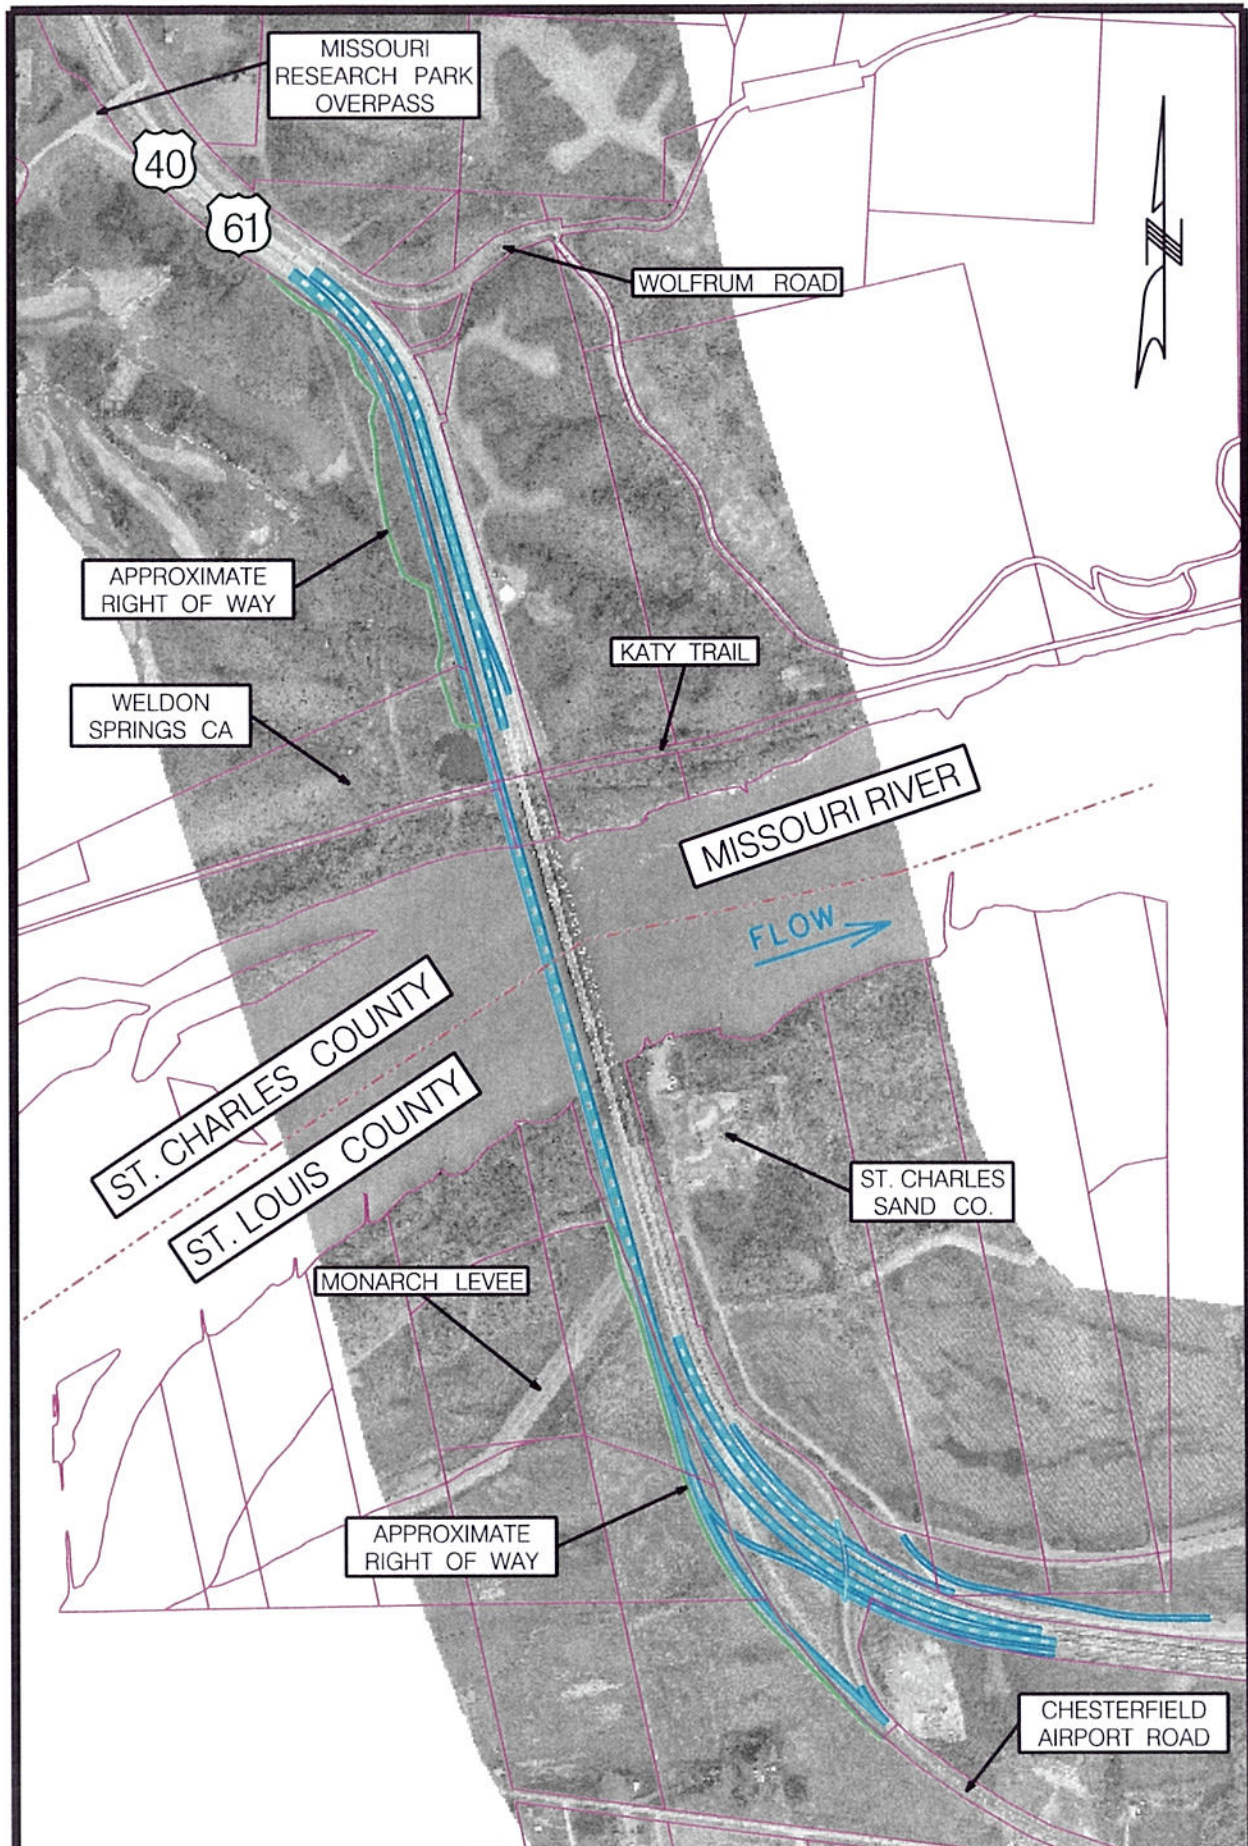 MISSOURI
RESEARCH PARK
OVERPASS
40
61
WOLFRUM ROAD
N
APPROXIMATE
RIGHT OF WAY
KATY TRAIL
WELDON
SPRINGS CA
MISSOURI RIVER
FLOW
ST. CHARLES COUNTY
ST. LOUIS COUNTY
ST. CHARLES
SAND CO.
MONARCH LEVEE
APPROXIMATE
RIGHT OF WAY
CHESTERFIELD
AIRPORT ROAD